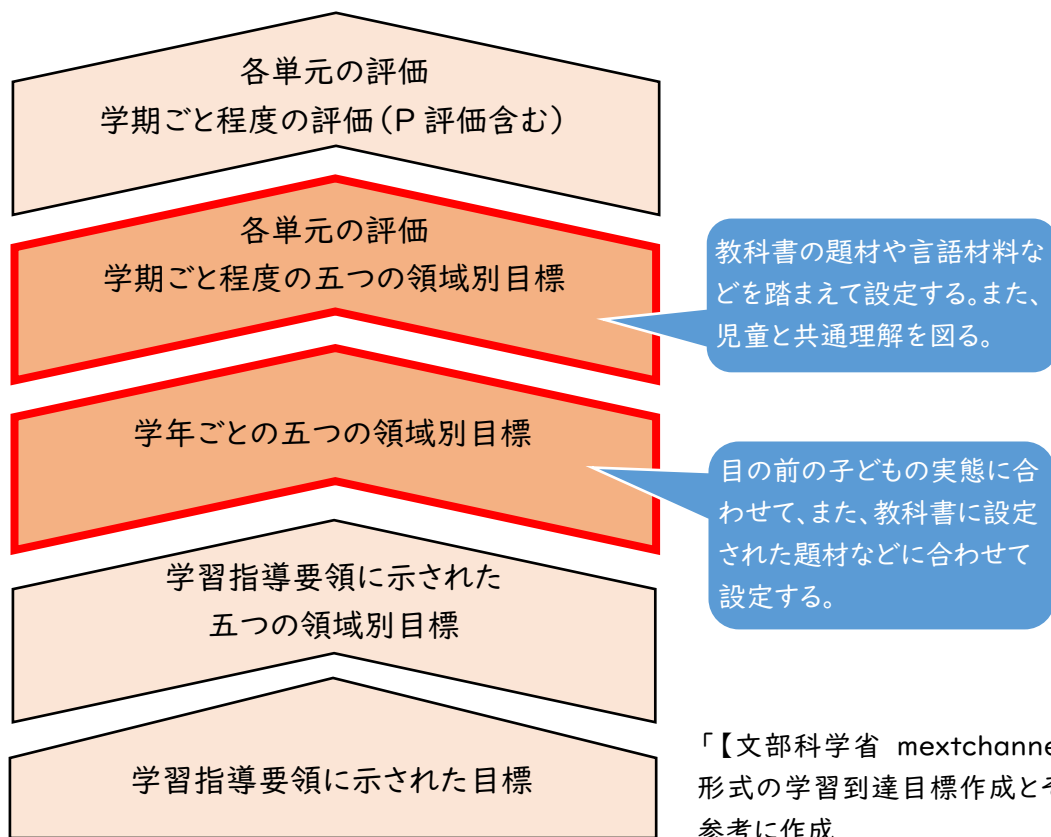 各単元の評価
学期ごと程度の評価(P 評価含む)
各単元の評価
学期ごと程度の五つの領域別目標
教科書の題材や言語材料な
どを踏まえて設定する。また、
児童と共通理解を図る。
学年ごとの五つの領域別目標
目の前の子どもの実態に合
わせて、また、教科書に設定
された題材などに合わせて
設定する。
学習指導要領に示された
五つの領域別目標
学習指導要領に示された目標
「【文部科学省 mextchanne
形式の学習到達目標作成とそ
参考に作成